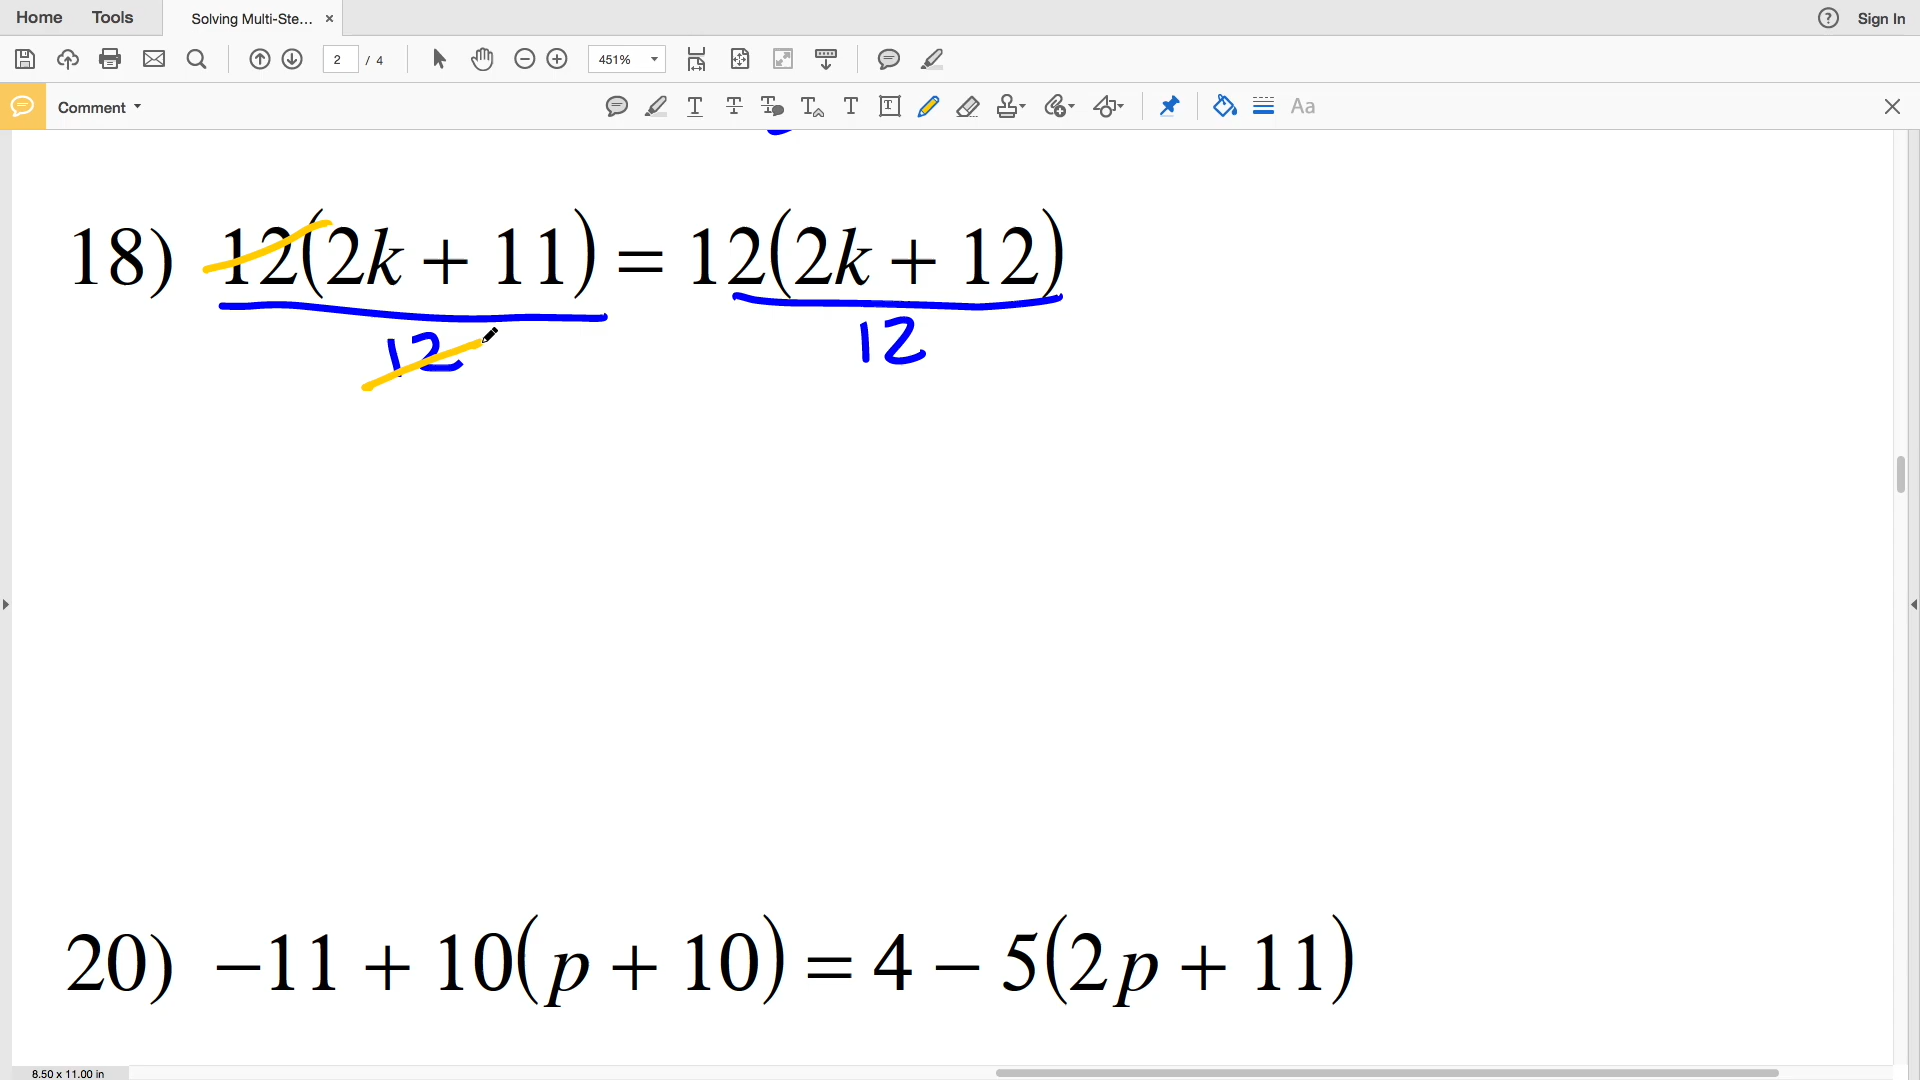 Home Tools Solving Multi-Ste... × ? Sign In
2 / 4 451%
Comment T T T T T T Aa
18) 12(2k + 11) = 12(2k + 12)
12 12
20) −11 + 10(p + 10) = 4 − 5(2p + 11)
8.50 x 11.00 in